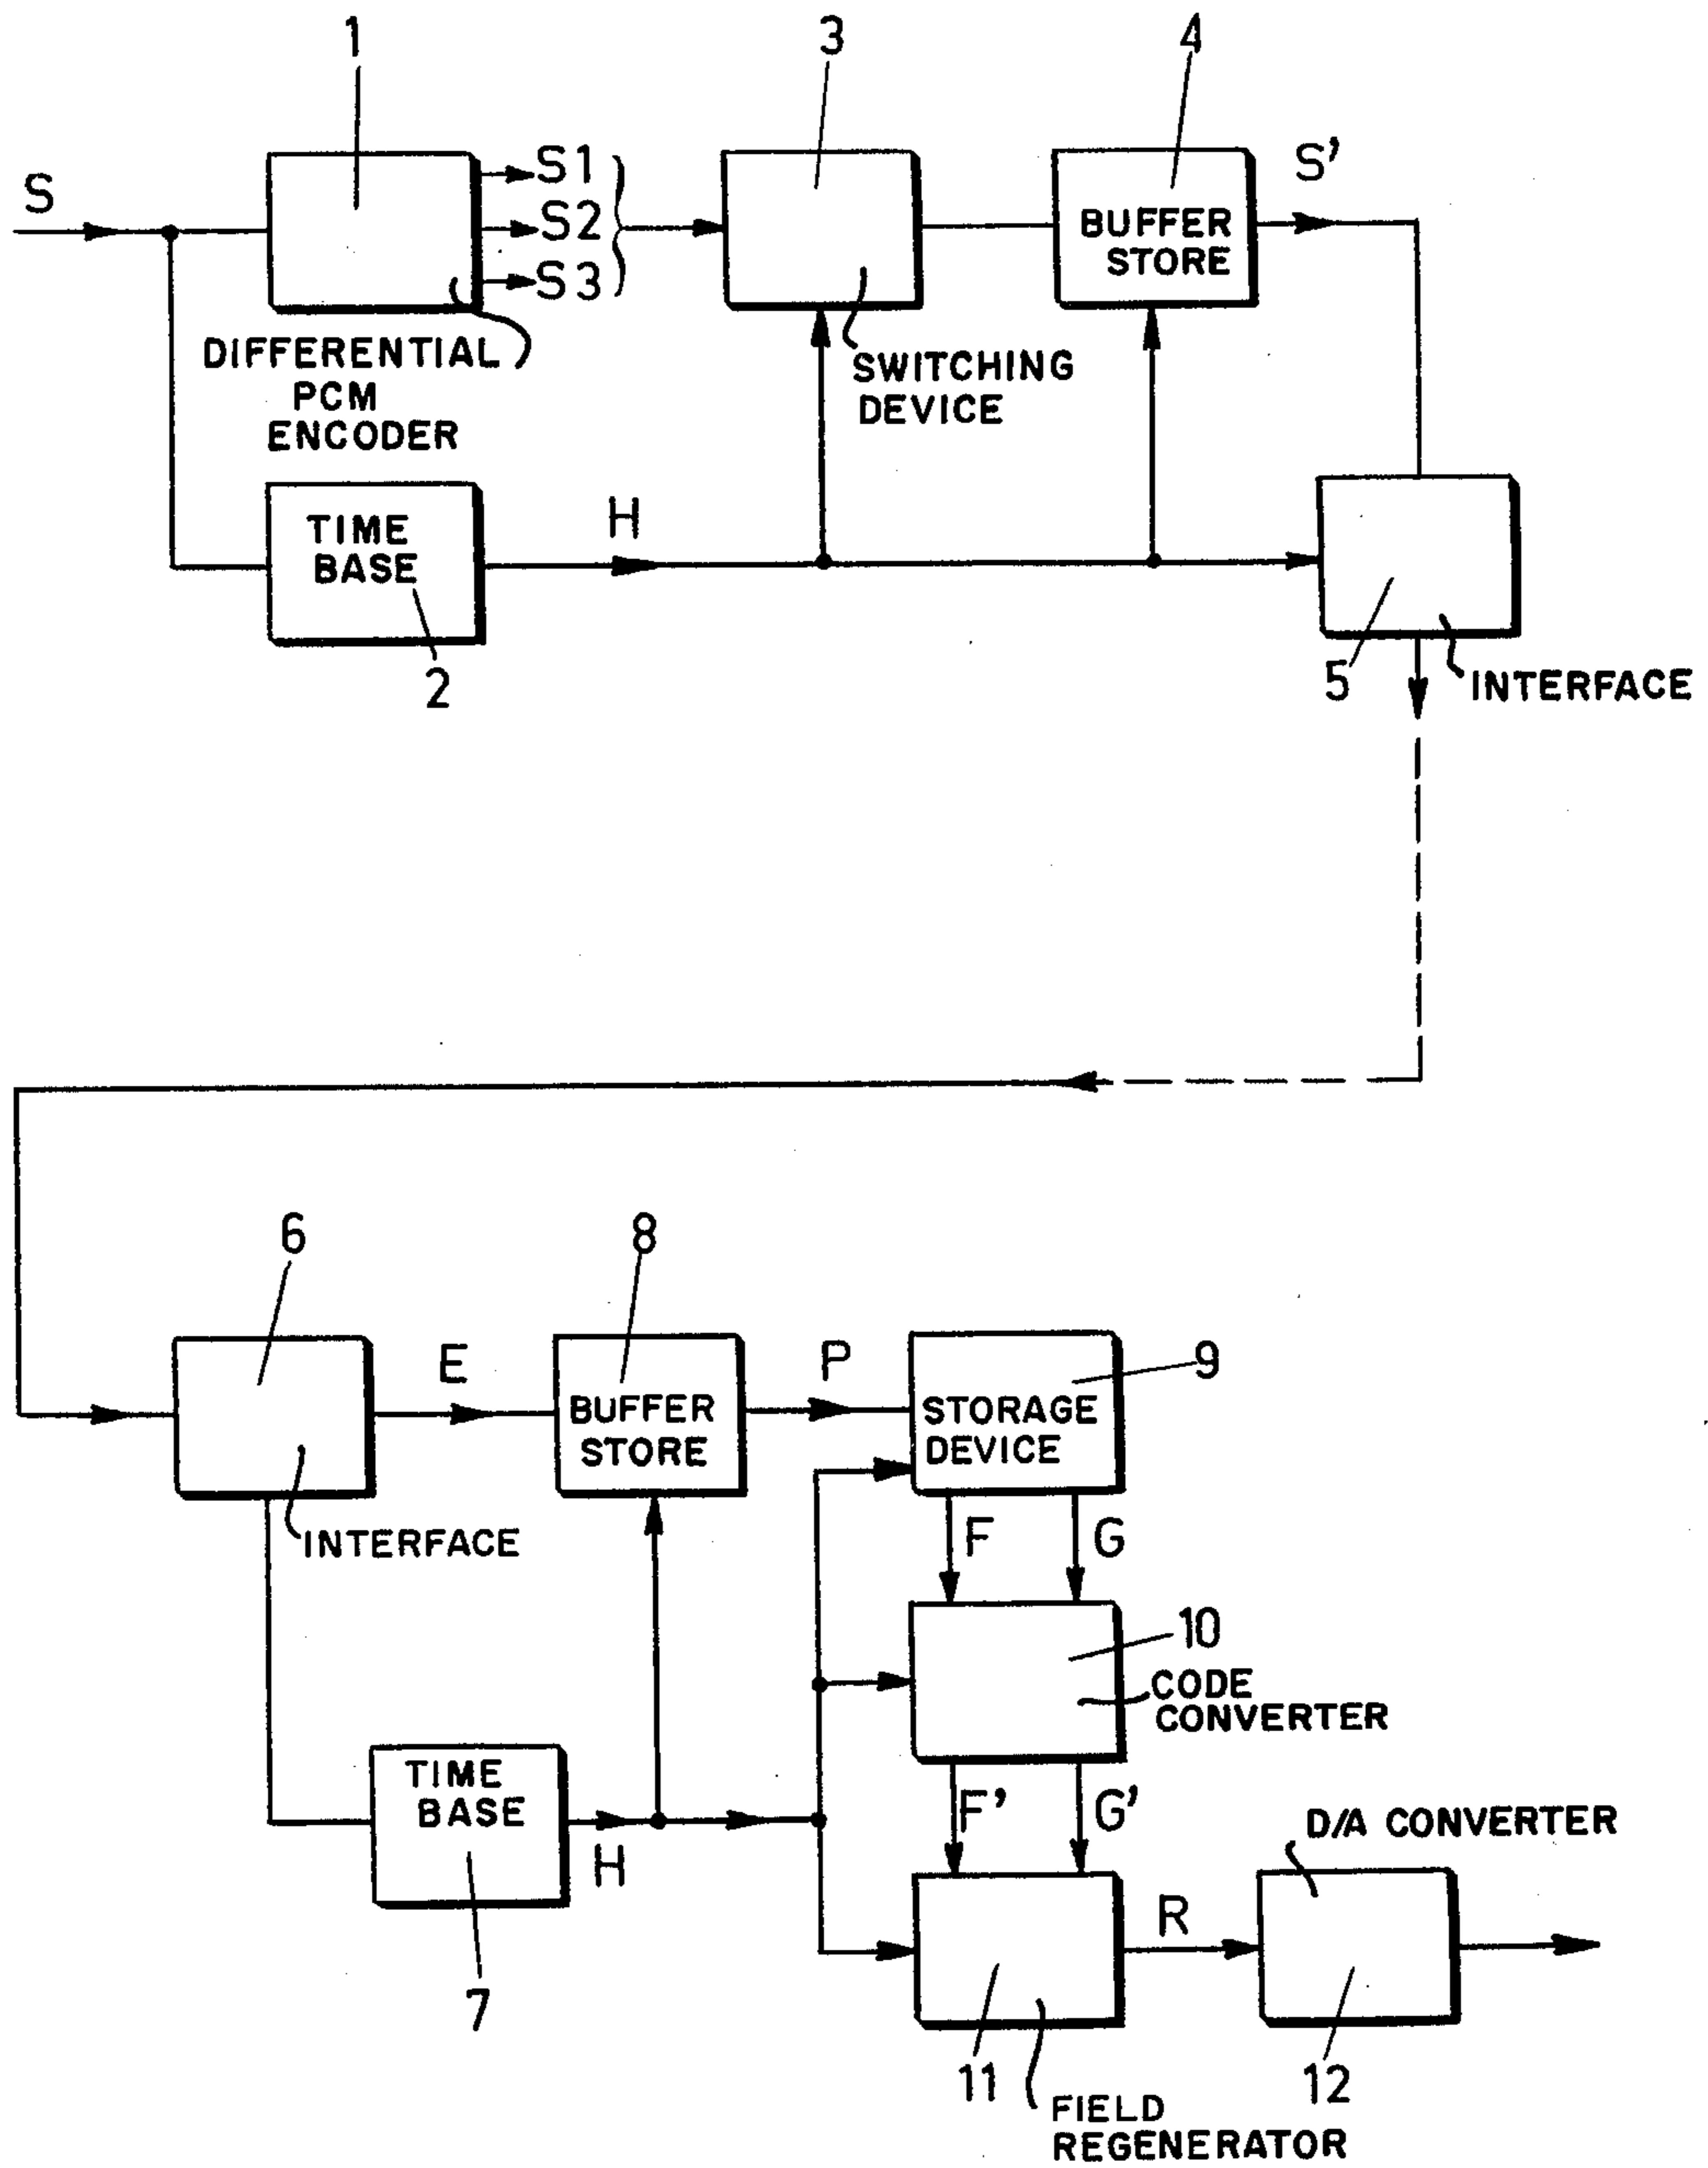 1
3
4
S
S1
S2
S3
S'
BUFFER
STORE
DIFFERENTIAL
PCM
ENCODER
SWITCHING
DEVICE
TIME
BASE
H
2
5
INTERFACE
6
8
E
P
9
BUFFER
STORE
STORAGE
DEVICE
INTERFACE
F
G
10
CODE
CONVERTER
TIME
BASE
H
F'
G'
D/A CONVERTER
R
7
11
12
FIELD
REGENERATOR